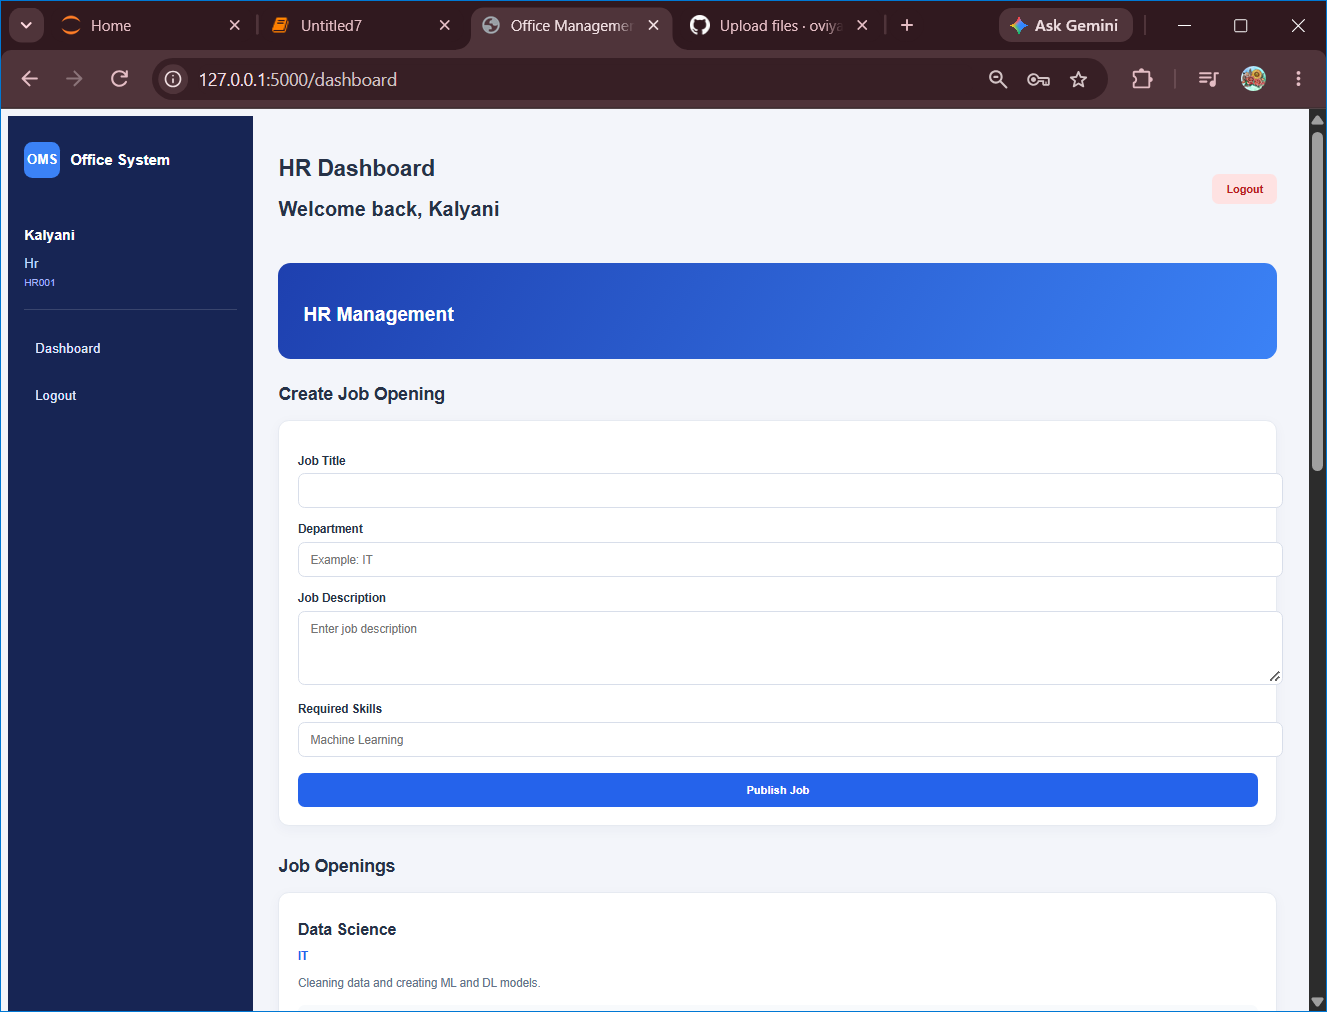 Home
Untitled7
Office Managemen
Upload files · oviya
Ask Gemini
127.0.0.1:5000/dashboard
OMS Office System
Kalyani
Hr
HR001
Dashboard
Logout
HR Dashboard
Welcome back, Kalyani
Logout
HR Management
Create Job Opening
Job Title
Department
Example: IT
Job Description
Enter job description
Required Skills
Machine Learning
Publish Job
Job Openings
Data Science
IT
Cleaning data and creating ML and DL models.